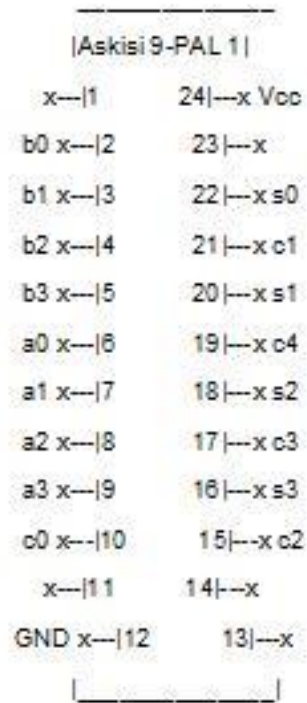 |Askisi 9-PAL 1|
x---|1 24|---x Vcc
b0 x---|2 23|---x
b1 x---|3 22|---x s0
b2 x---|4 21|---x c1
b3 x---|5 20|---x s1
a0 x---|6 19|---x c4
a1 x---|7 18|---x s2
a2 x---|8 17|---x c3
a3 x---|9 16|---x s3
c0 x---|10 15|---x c2
x---|11 14|---x
GND x---|12 13|---x
|______________|